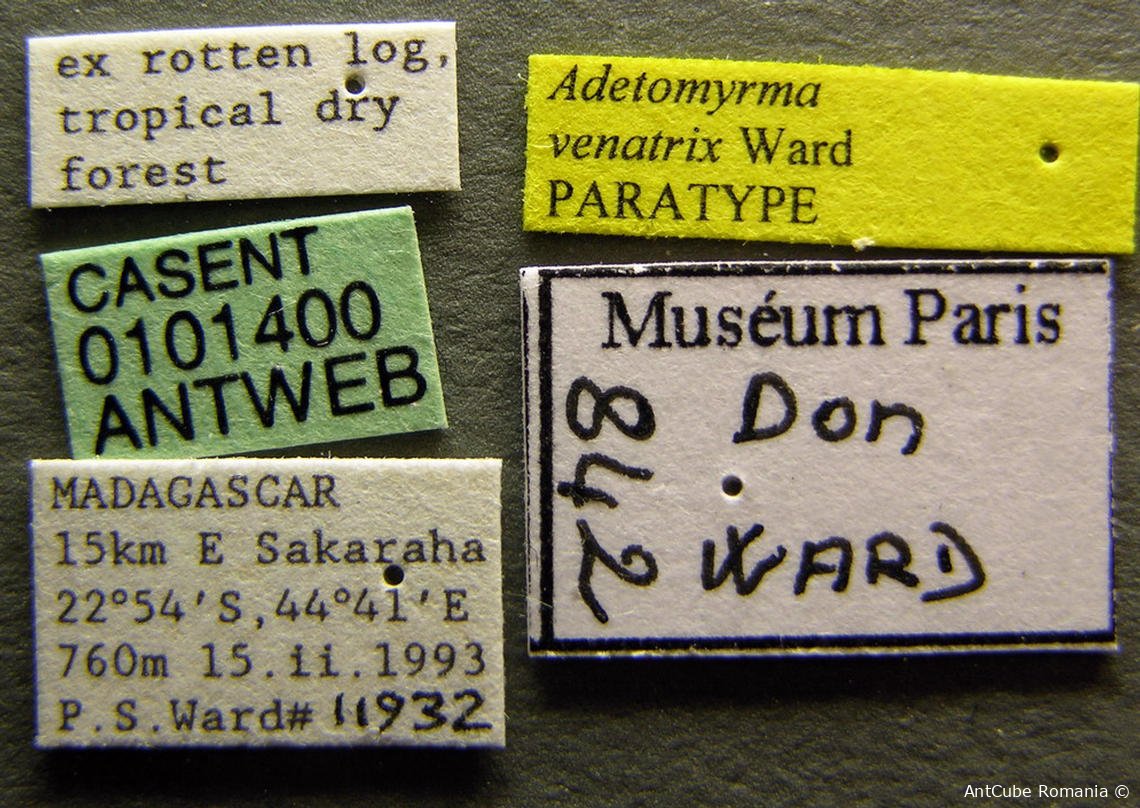 ex rotten log,
tropical dry
forest
Adetomyrma
venatrix Ward
PARATYPE
CASENT
0101400
ANTWEB
Muséum Paris
Don
WARD
842
MADAGASCAR
15km E Sakaraha
22°54'S,44°41'E
760m 15.ii.1993
P.S.Ward# 11932
AntCube Romania ©